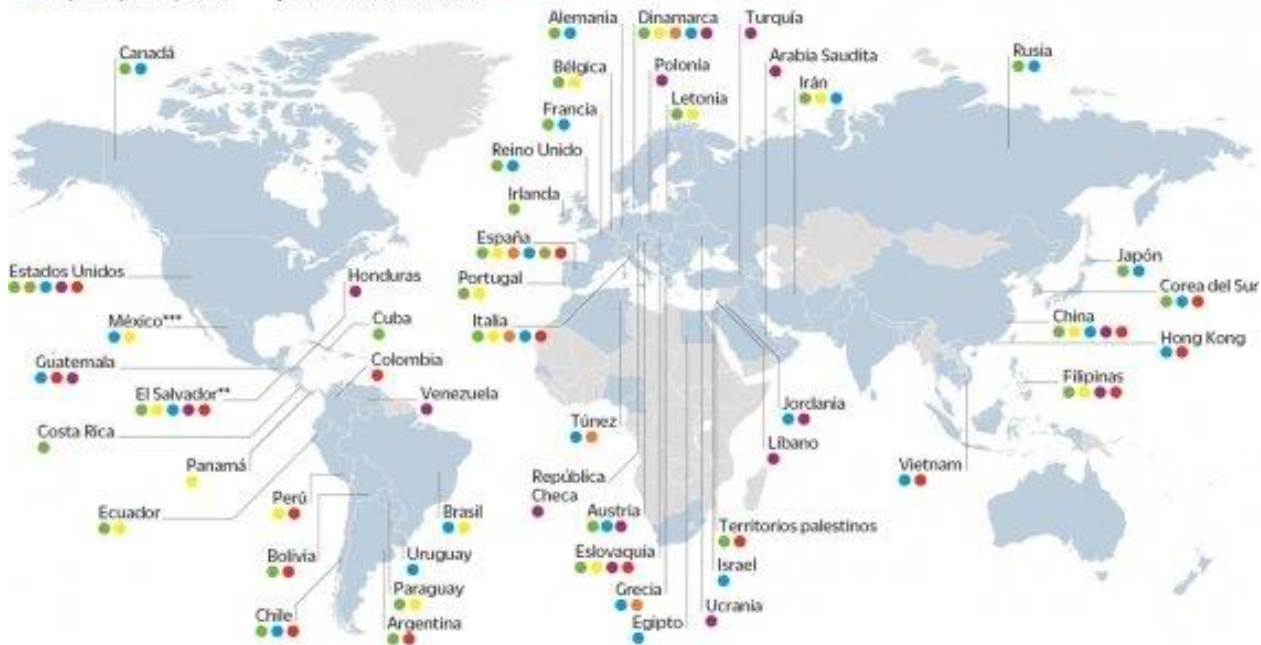 Alemania
Dinamarca
Turquía
Canadá
Rusia
Arabia Saudita
Bélgica
Polonia
Irán
Letonia
Francia
Reino Unido
Irlanda
España
Japón
Estados Unidos
Honduras
Portugal
Corea del Sur
México***
Cuba
Italia
China
Hong Kong
Guatemala
Colombia
Filipinas
El Salvador**
Venezuela
Jordania
Túnez
Costa Rica
Líbano
Panamá
República
Checa
Vietnam
Perú
Ecuador
Brasil
Austria
Territorios palestinos
Bolivia
Uruguay
Eslovaquia
Israel
Paraguay
Grecia
Ucrania
Chile
Argentina
Egipto